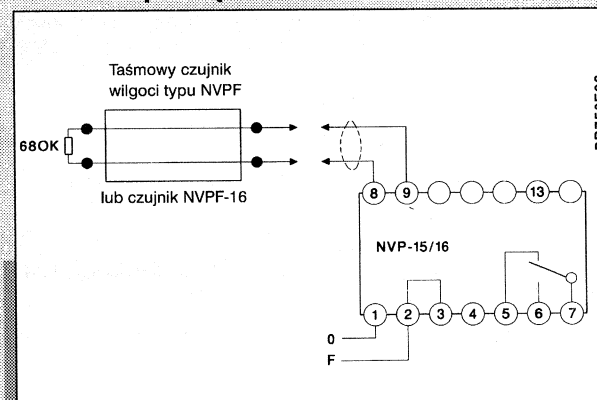 Taśmowy czujnik
wilgoci typu NVPF
68OK
lub czujnik NVPF-16
8 9 13
NVP-15/16
1 2 3 4 5 6 7
0
F